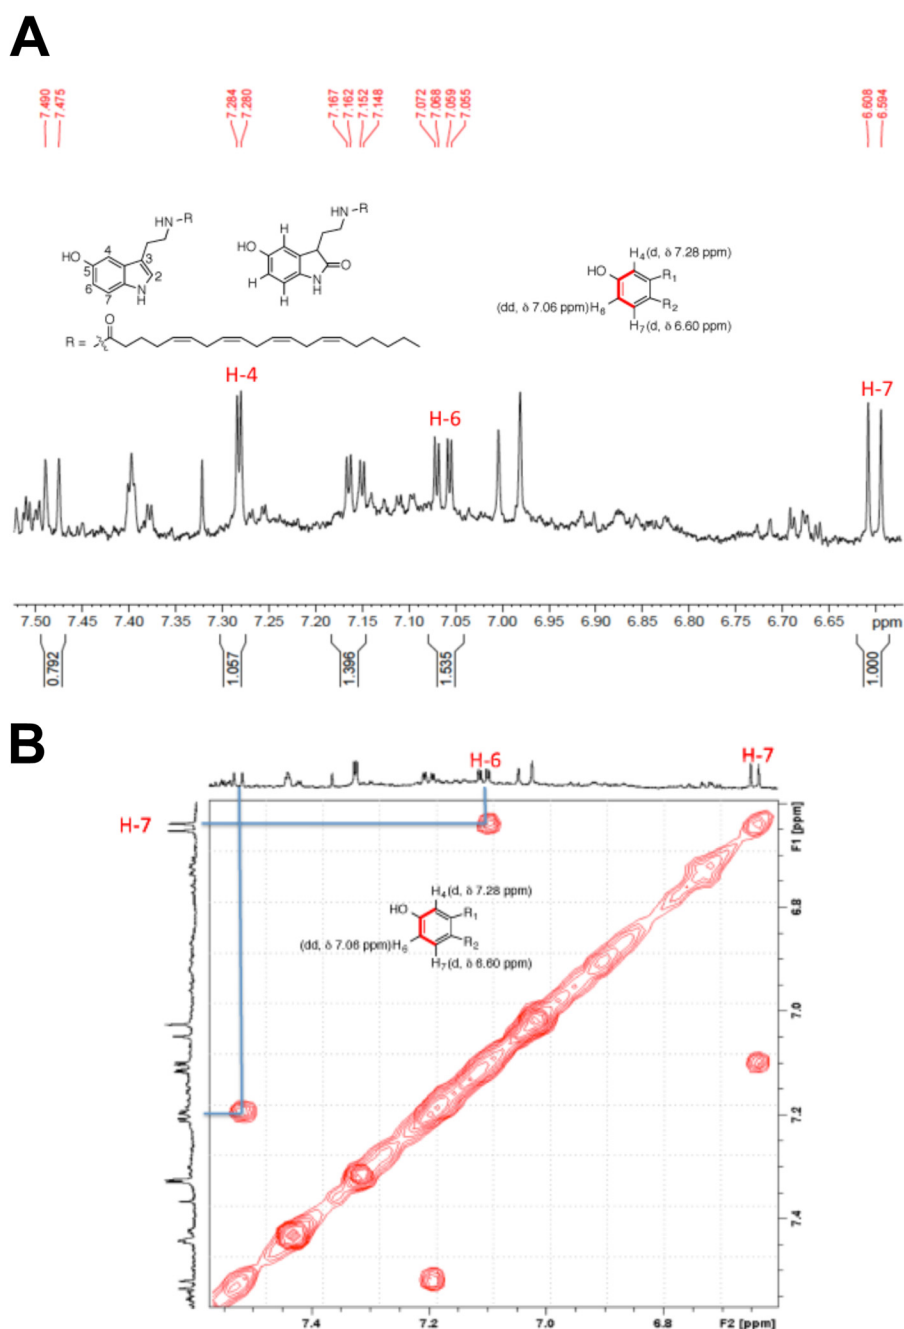 A
7.490
7.475
7.284
7.280
7.167
7.162
7.152
7.148
7.072
7.068
7.059
7.055
6.608
6.594
HN-R
HO
4
5
3
6
2
7
N
H
HN-R
H
HO
H
H
O
NH
R =
O
H4(d, δ 7.28 ppm)
HO
R1
(dd, δ 7.06 ppm)H6
R2
H7(d, δ 6.60 ppm)
H-4
H-6
H-7
7.50 7.45 7.40 7.35 7.30 7.25 7.20 7.15 7.10 7.05 7.00 6.95 6.90 6.85 6.80 6.75 6.70 6.65 ppm
0.792
1.057
1.396
1.535
1.000
B
H-6
H-7
H-7
H4(d, δ 7.28 ppm)
HO
R1
(dd, δ 7.06 ppm)H6
R2
H7(d, δ 6.60 ppm)
F1 [ppm]
6.8
7.0
7.2
7.4
7.4 7.2 7.0 6.8 F2 [ppm]